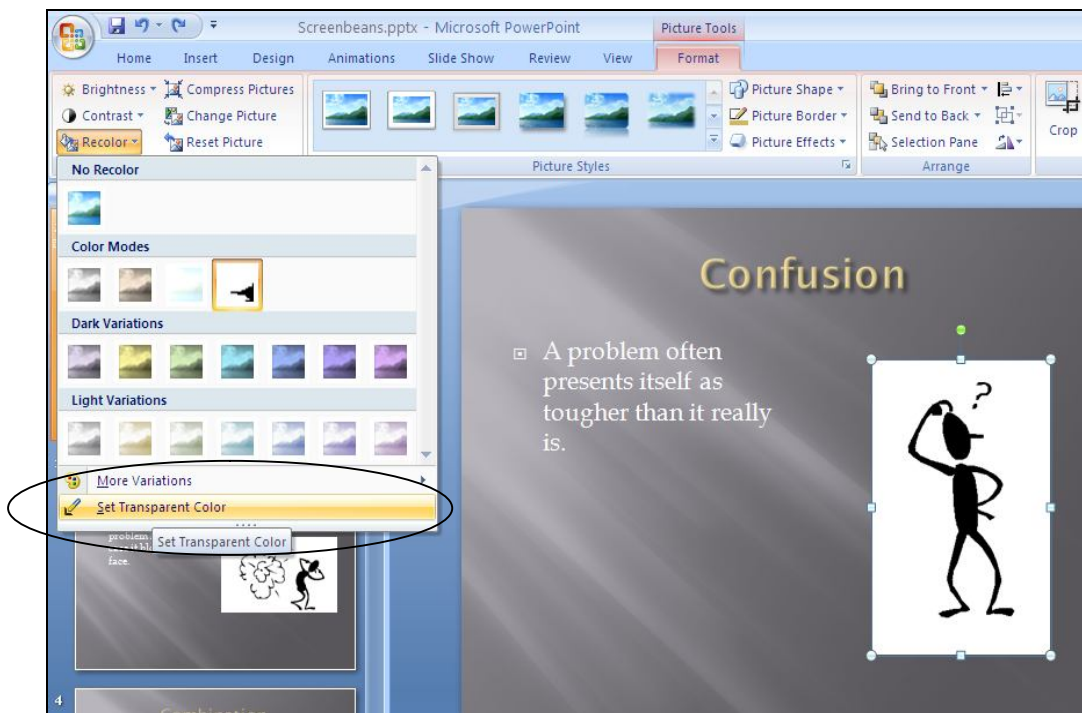 Screenbeans.pptx - Microsoft PowerPoint
Picture Tools
Home Insert Design Animations Slide Show Review View Format
Brightness
Compress Pictures
Contrast
Change Picture
Recolor
Reset Picture
Picture Shape
Picture Border
Picture Effects
Picture Styles
Bring to Front
Send to Back
Selection Pane
Arrange
Crop
No Recolor
Color Modes
Dark Variations
Light Variations
More Variations
Set Transparent Color
Set Transparent Color
problem
face.
4
Combination
Confusion
A problem often
presents itself as
tougher than it really
is.
?